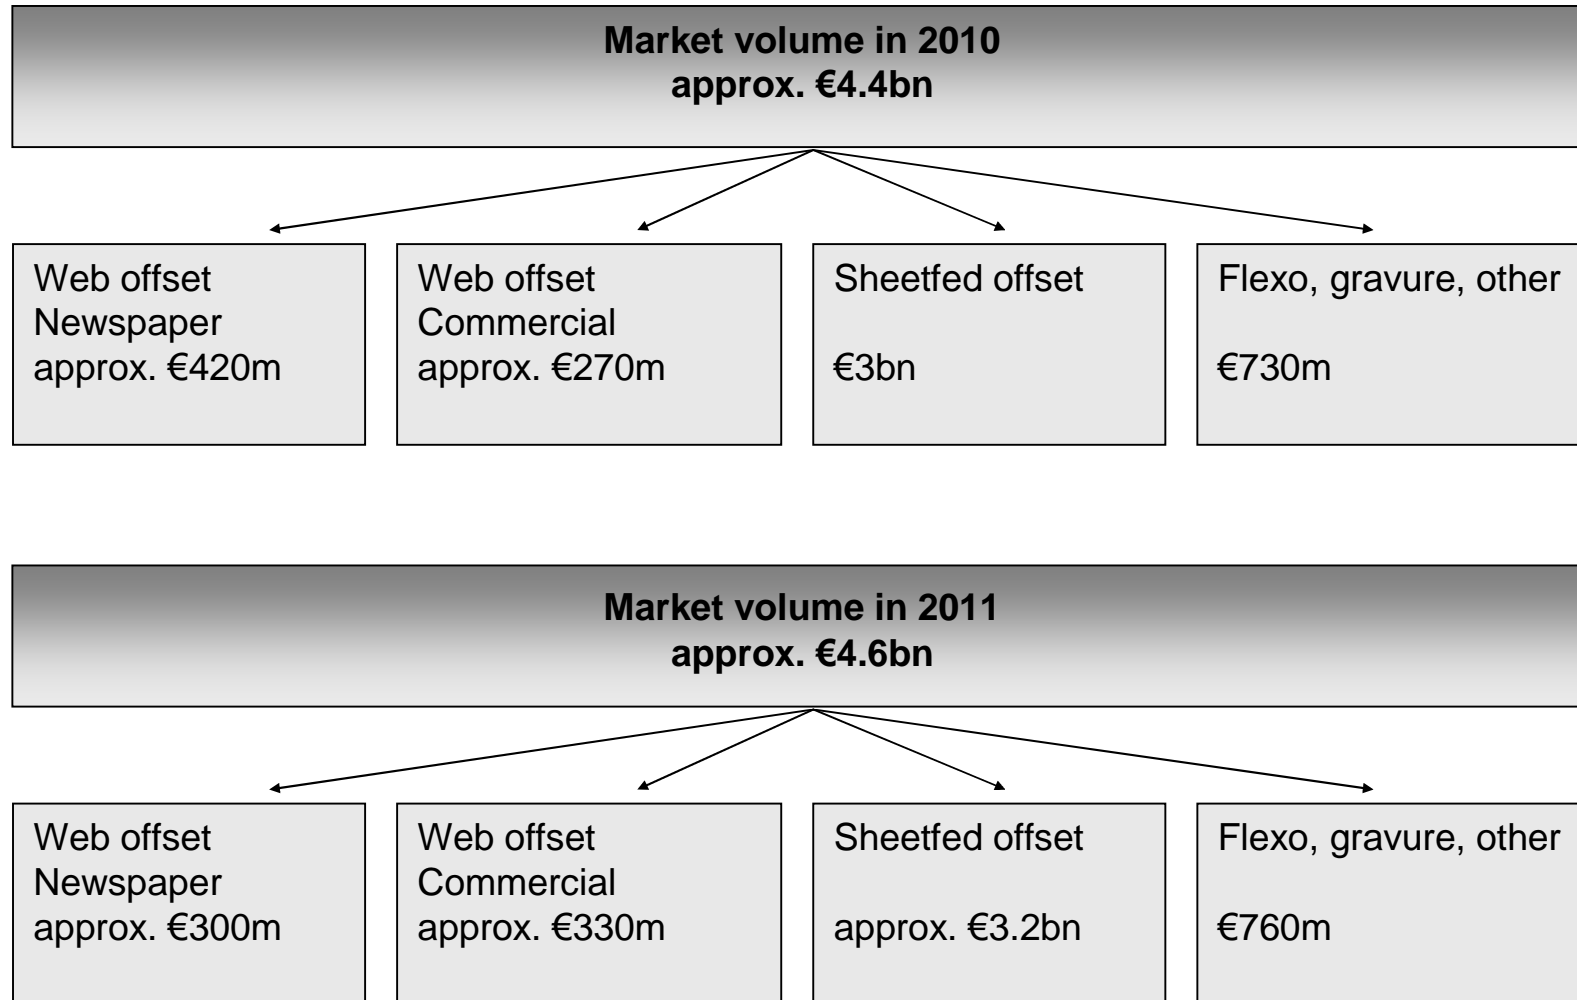 Market volume in 2010
approx. €4.4bn
Web offset
Newspaper
approx. €420m
Web offset
Commercial
approx. €270m
Sheetfed offset
€3bn
Flexo, gravure, other
€730m
Market volume in 2011
approx. €4.6bn
Web offset
Newspaper
approx. €300m
Web offset
Commercial
approx. €330m
Sheetfed offset
approx. €3.2bn
Flexo, gravure, other
€760m